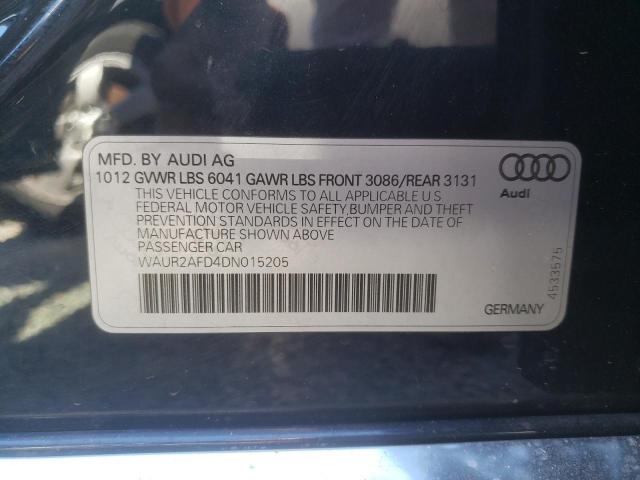 MFD. BY AUDI AG
1012 GVWR LBS 6041 GAWR LBS FRONT 3086/REAR 3131
THIS VEHICLE CONFORMS TO ALL APPLICABLE U S
FEDERAL MOTOR VEHICLE SAFETY,BUMPER AND THEFT
PREVENTION STANDARDS IN EFFECT ON THE DATE OF
MANUFACTURE SHOWN ABOVE
PASSENGER CAR
WAUR2AFD4DN015205
Audi
4533575
GERMANY